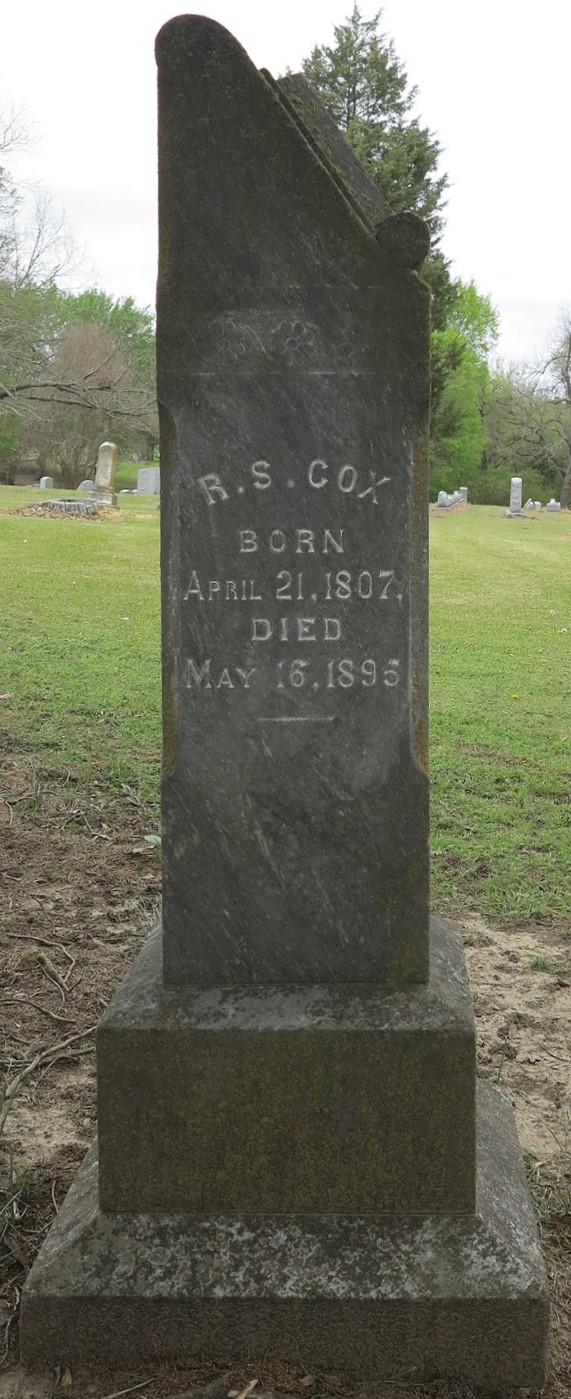 R. S. COX
BORN
APRIL 21, 1807,
DIED
MAY 16, 1895